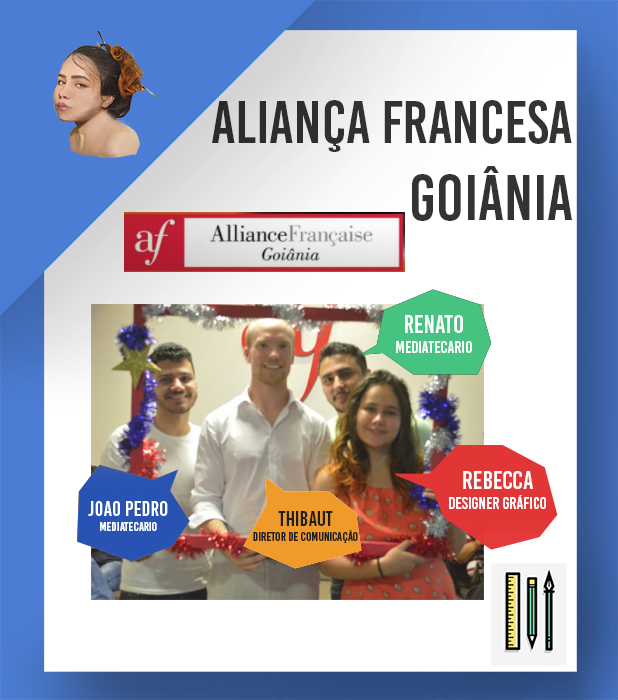 ALIANÇA FRANCESA
GOIÂNIA
af AllianceFrançaise
Goiânia
RENATO
MEDIATECARIO
REBECCA
DESIGNER GRÁFICO
JOAO PEDRO
MEDIATECARIO
THIBAUT
DIRETOR DE COMUNICAÇÃO